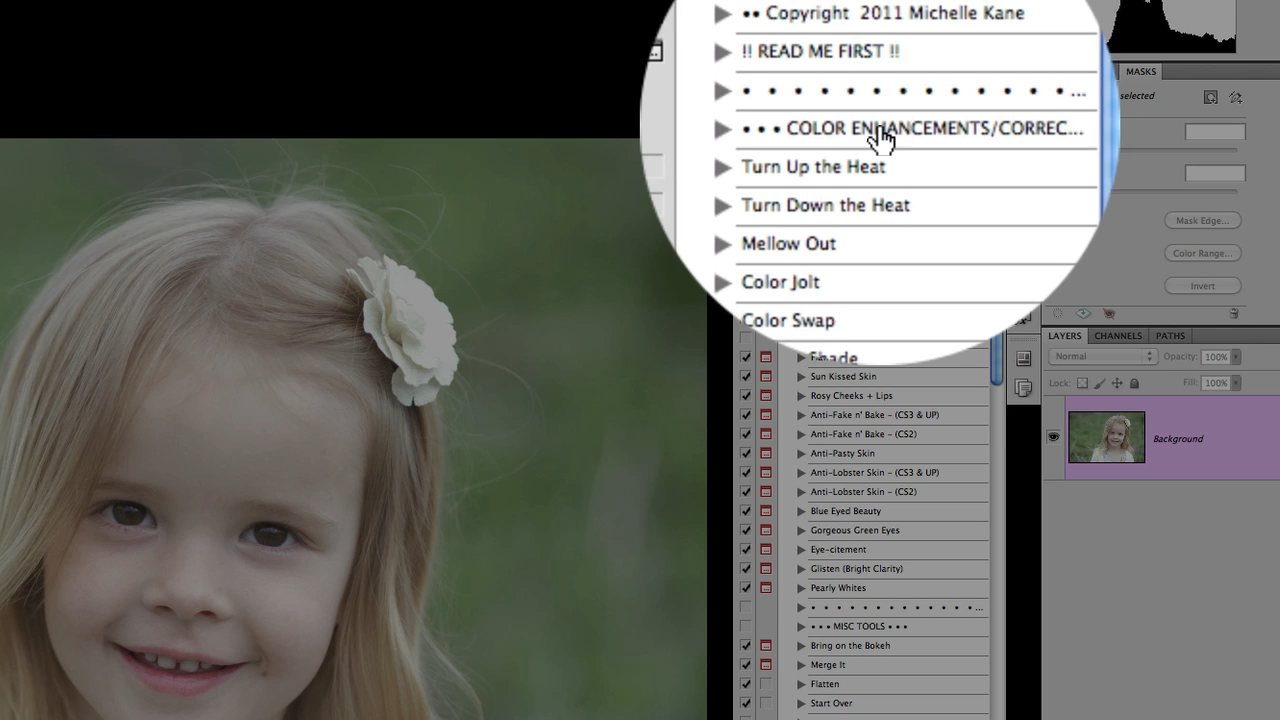 •• Copyright 2011 Michelle Kane
!! READ ME FIRST !!
• • • • • • • • • • • • • ...
• • • COLOR ENHANCEMENTS/CORREC...
Turn Up the Heat
Turn Down the Heat
Mellow Out
Color Jolt
Color Swap
Shade
Sun Kissed Skin
Rosy Cheeks + Lips
Anti-Fake n' Bake - (CS3 & UP)
Anti-Fake n' Bake - (CS2)
Anti-Pasty Skin
Anti-Lobster Skin - (CS3 & UP)
Anti-Lobster Skin - (CS2)
Blue Eyed Beauty
Gorgeous Green Eyes
Eye-citement
Glisten (Bright Clarity)
Pearly Whites
• • • • • • • • • • • • • ...
• • • MISC TOOLS • • •
Bring on the Bokeh
Merge It
Flatten
Start Over
MASKS
selected
Mask Edge...
Color Range...
Invert
LAYERS CHANNELS PATHS
Normal Opacity: 100%
Lock: Fill: 100%
Background